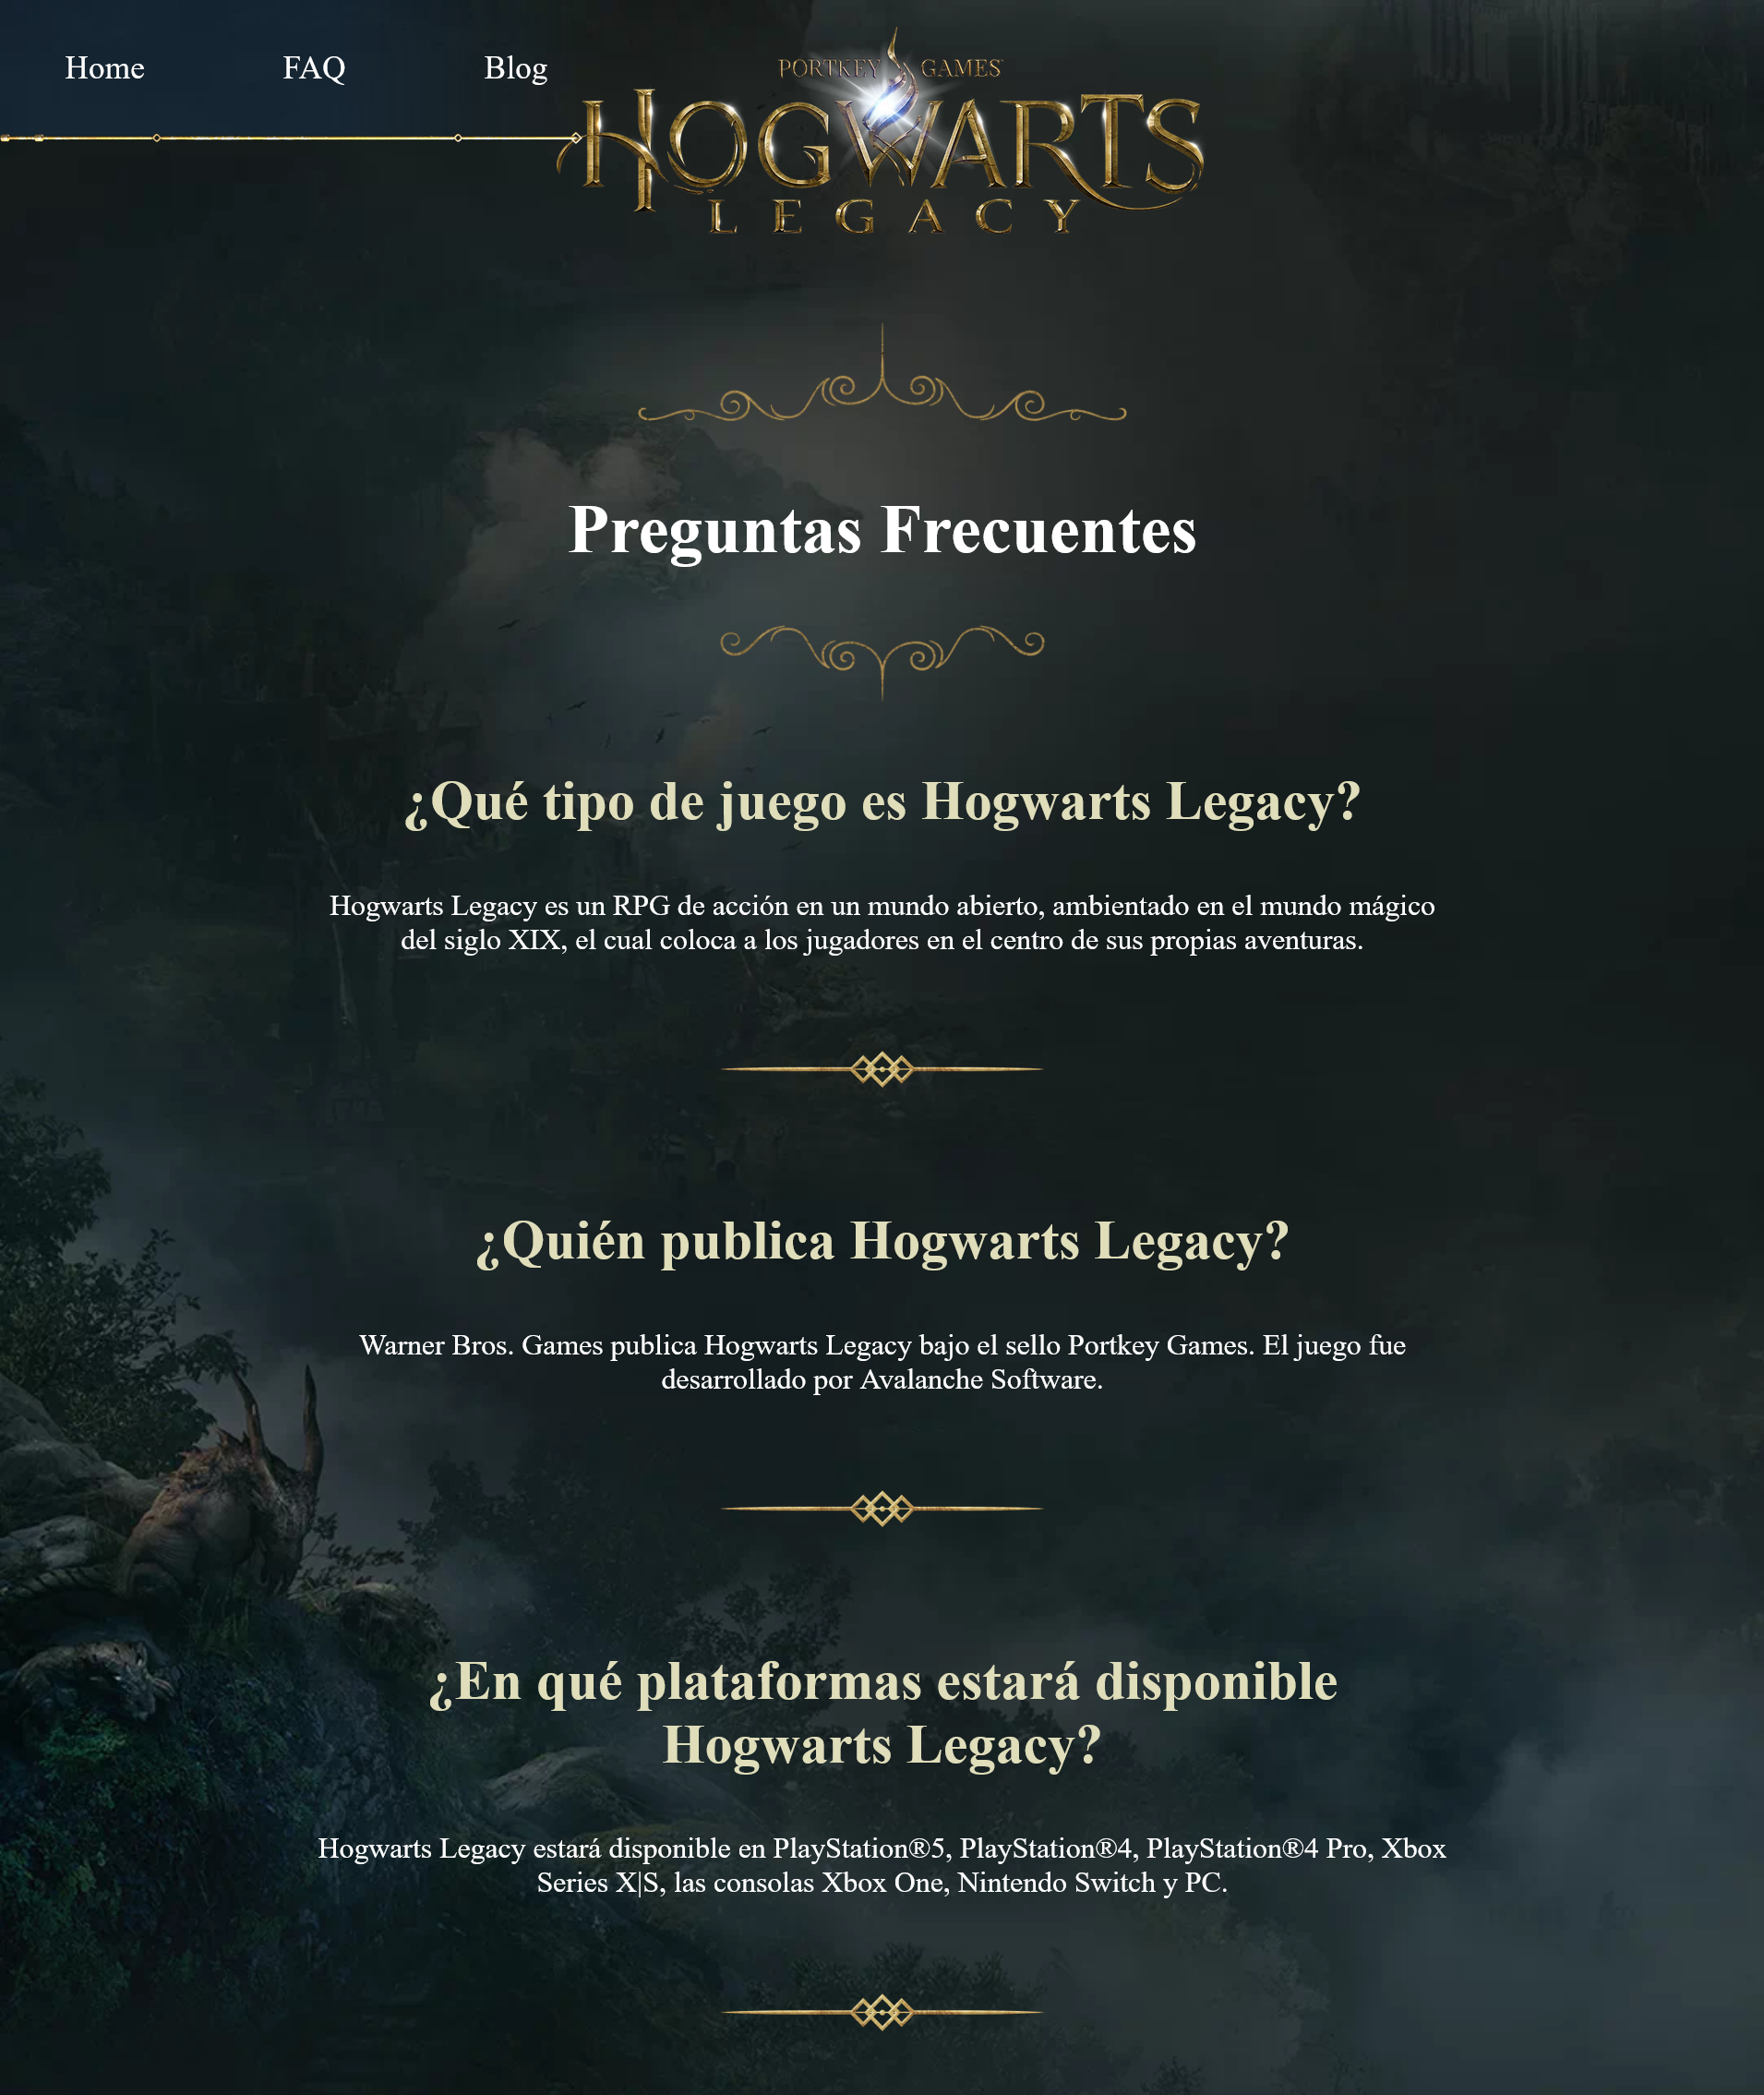 Home
FAQ
Blog
PORTKEY GAMES
HOGWARTS
LEGACY
Preguntas Frecuentes
¿Qué tipo de juego es Hogwarts Legacy?
Hogwarts Legacy es un RPG de acción en un mundo abierto, ambientado en el mundo mágico
del siglo XIX, el cual coloca a los jugadores en el centro de sus propias aventuras.
¿Quién publica Hogwarts Legacy?
Warner Bros. Games publica Hogwarts Legacy bajo el sello Portkey Games. El juego fue
desarrollado por Avalanche Software.
¿En qué plataformas estará disponible
Hogwarts Legacy?
Hogwarts Legacy estará disponible en PlayStation®5, PlayStation®4, PlayStation®4 Pro, Xbox
Series X|S, las consolas Xbox One, Nintendo Switch y PC.